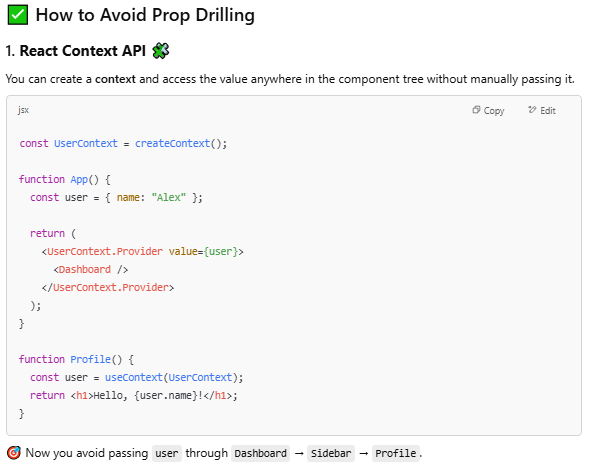 ✅ How to Avoid Prop Drilling
1. React Context API 🧩
You can create a context and access the value anywhere in the component tree without manually passing it.
jsx Copy Edit
const UserContext = createContext();
function App() {
  const user = { name: "Alex" };
  return (
    <UserContext.Provider value={user}>
      <Dashboard />
    </UserContext.Provider>
  );
}
function Profile() {
  const user = useContext(UserContext);
  return <h1>Hello, {user.name}!</h1>;
}
🎯 Now you avoid passing user through Dashboard → Sidebar → Profile.